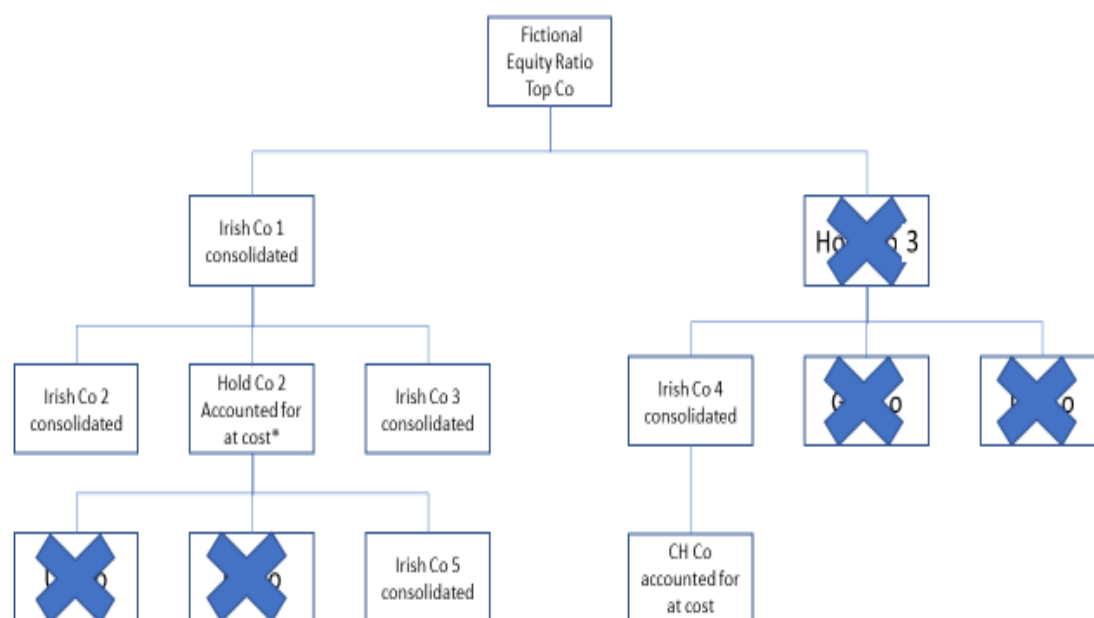 Fictional
Equity Ratio
Top Co
Irish Co 1
consolidated
3
Irish Co 2
consolidated
Hold Co 2
Accounted for
at cost*
Irish Co 3
consolidated
Irish Co 4
consolidated
Irish Co 5
consolidated
CH Co
accounted for
at cost